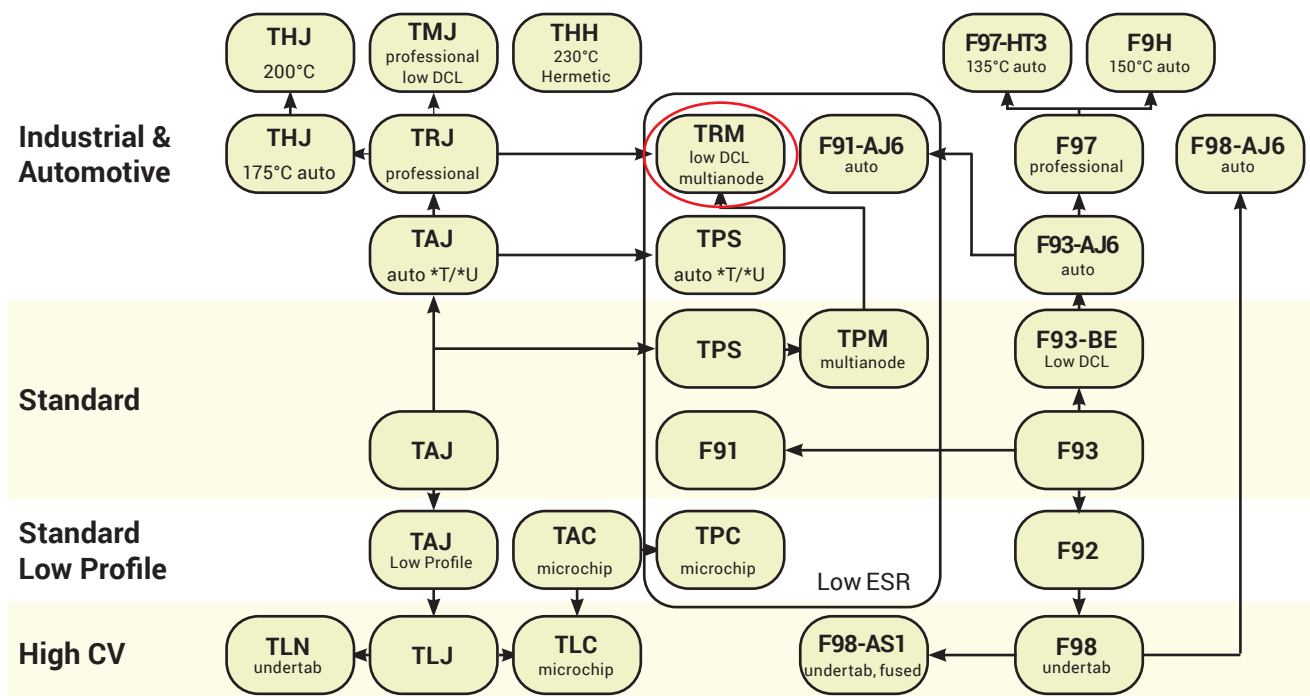 THJ
200°C
TMJ
professional
low DCL
THH
230°C
Hermetic
F97-HT3
135°C auto
F9H
150°C auto
Industrial &
Automotive
THJ
175°C auto
TRJ
professional
TRM
low DCL
multianode
F91-AJ6
auto
F97
professional
F98-AJ6
auto
TAJ
auto *T/*U
TPS
auto *T/*U
F93-AJ6
auto
Standard
TPS
TPM
multianode
F93-BE
Low DCL
TAJ
F91
F93
Standard
Low Profile
TAJ
Low Profile
TAC
microchip
TPC
microchip
Low ESR
F92
High CV
TLN
undertab
TLJ
TLC
microchip
F98-AS1
undertab, fused
F98
undertab